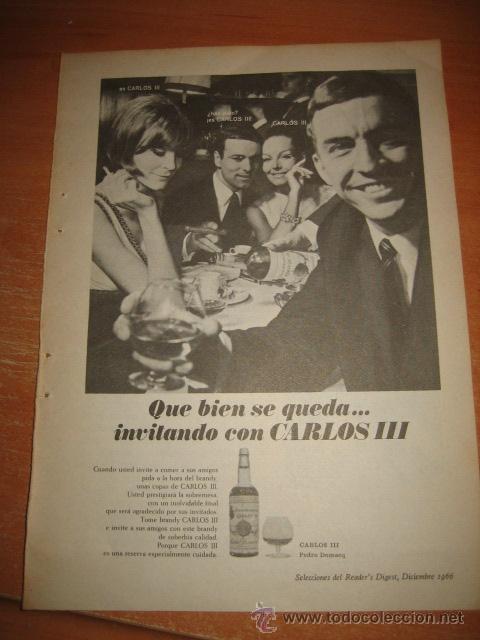 es CARLOS III
¿has visto?
¡es CARLOS III!
CARLOS III
Que bien se queda...
invitando con CARLOS III
Cuando usted invite a comer a sus amigos
pida a la hora del brandy,
unas copas de CARLOS III.
Usted prestigiará la sobremesa,
con un inolvidable final
que será agradecido por sus invitados.
Tome brandy CARLOS III
e invite a sus amigos con este brandy
de soberbia calidad.
Porque CARLOS III
es una reserva especialmente cuidada.
CARLOS III
Pedro Domecq
Selecciones del Reader's Digest, Diciembre 1966
www.todocoleccion.net